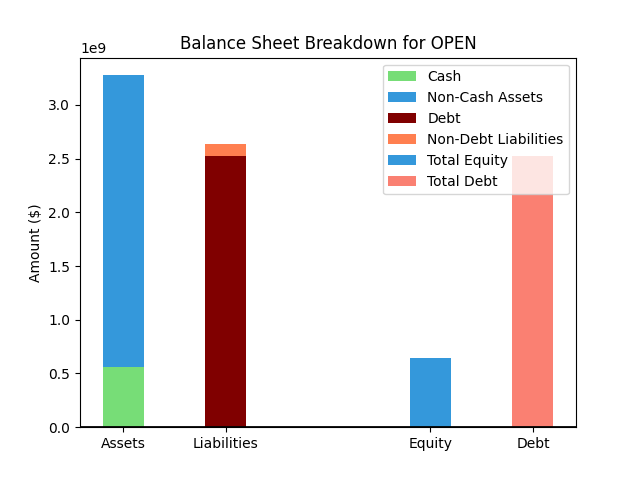 Balance Sheet Breakdown for OPEN
1e9
Cash
Non-Cash Assets
Debt
Non-Debt Liabilities
Total Equity
Total Debt
3.0
2.5
2.0
1.5
1.0
0.5
0.0
Amount ($)
Assets Liabilities Equity Debt